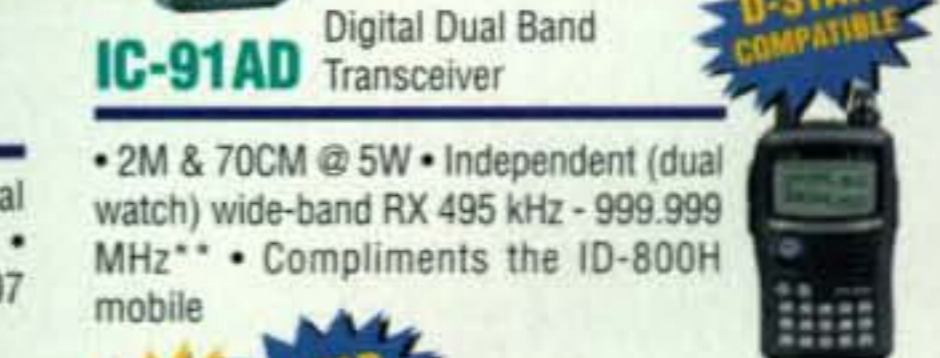 D-STAR
COMPATIBLE
Digital Dual Band
IC-91AD Transceiver
• 2M & 70CM @ 5W • Independent (dual
watch) wide-band RX 495 kHz - 999.999
MHz** • Compliments the ID-800H
mobile
al
•